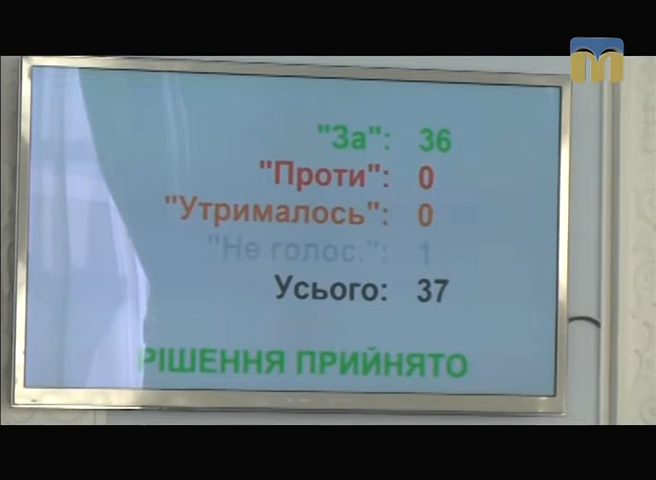 "За": 36
"Проти": 0
"Утрималось": 0
"Не голос.": 1
Усього: 37
РІШЕННЯ ПРИЙНЯТО